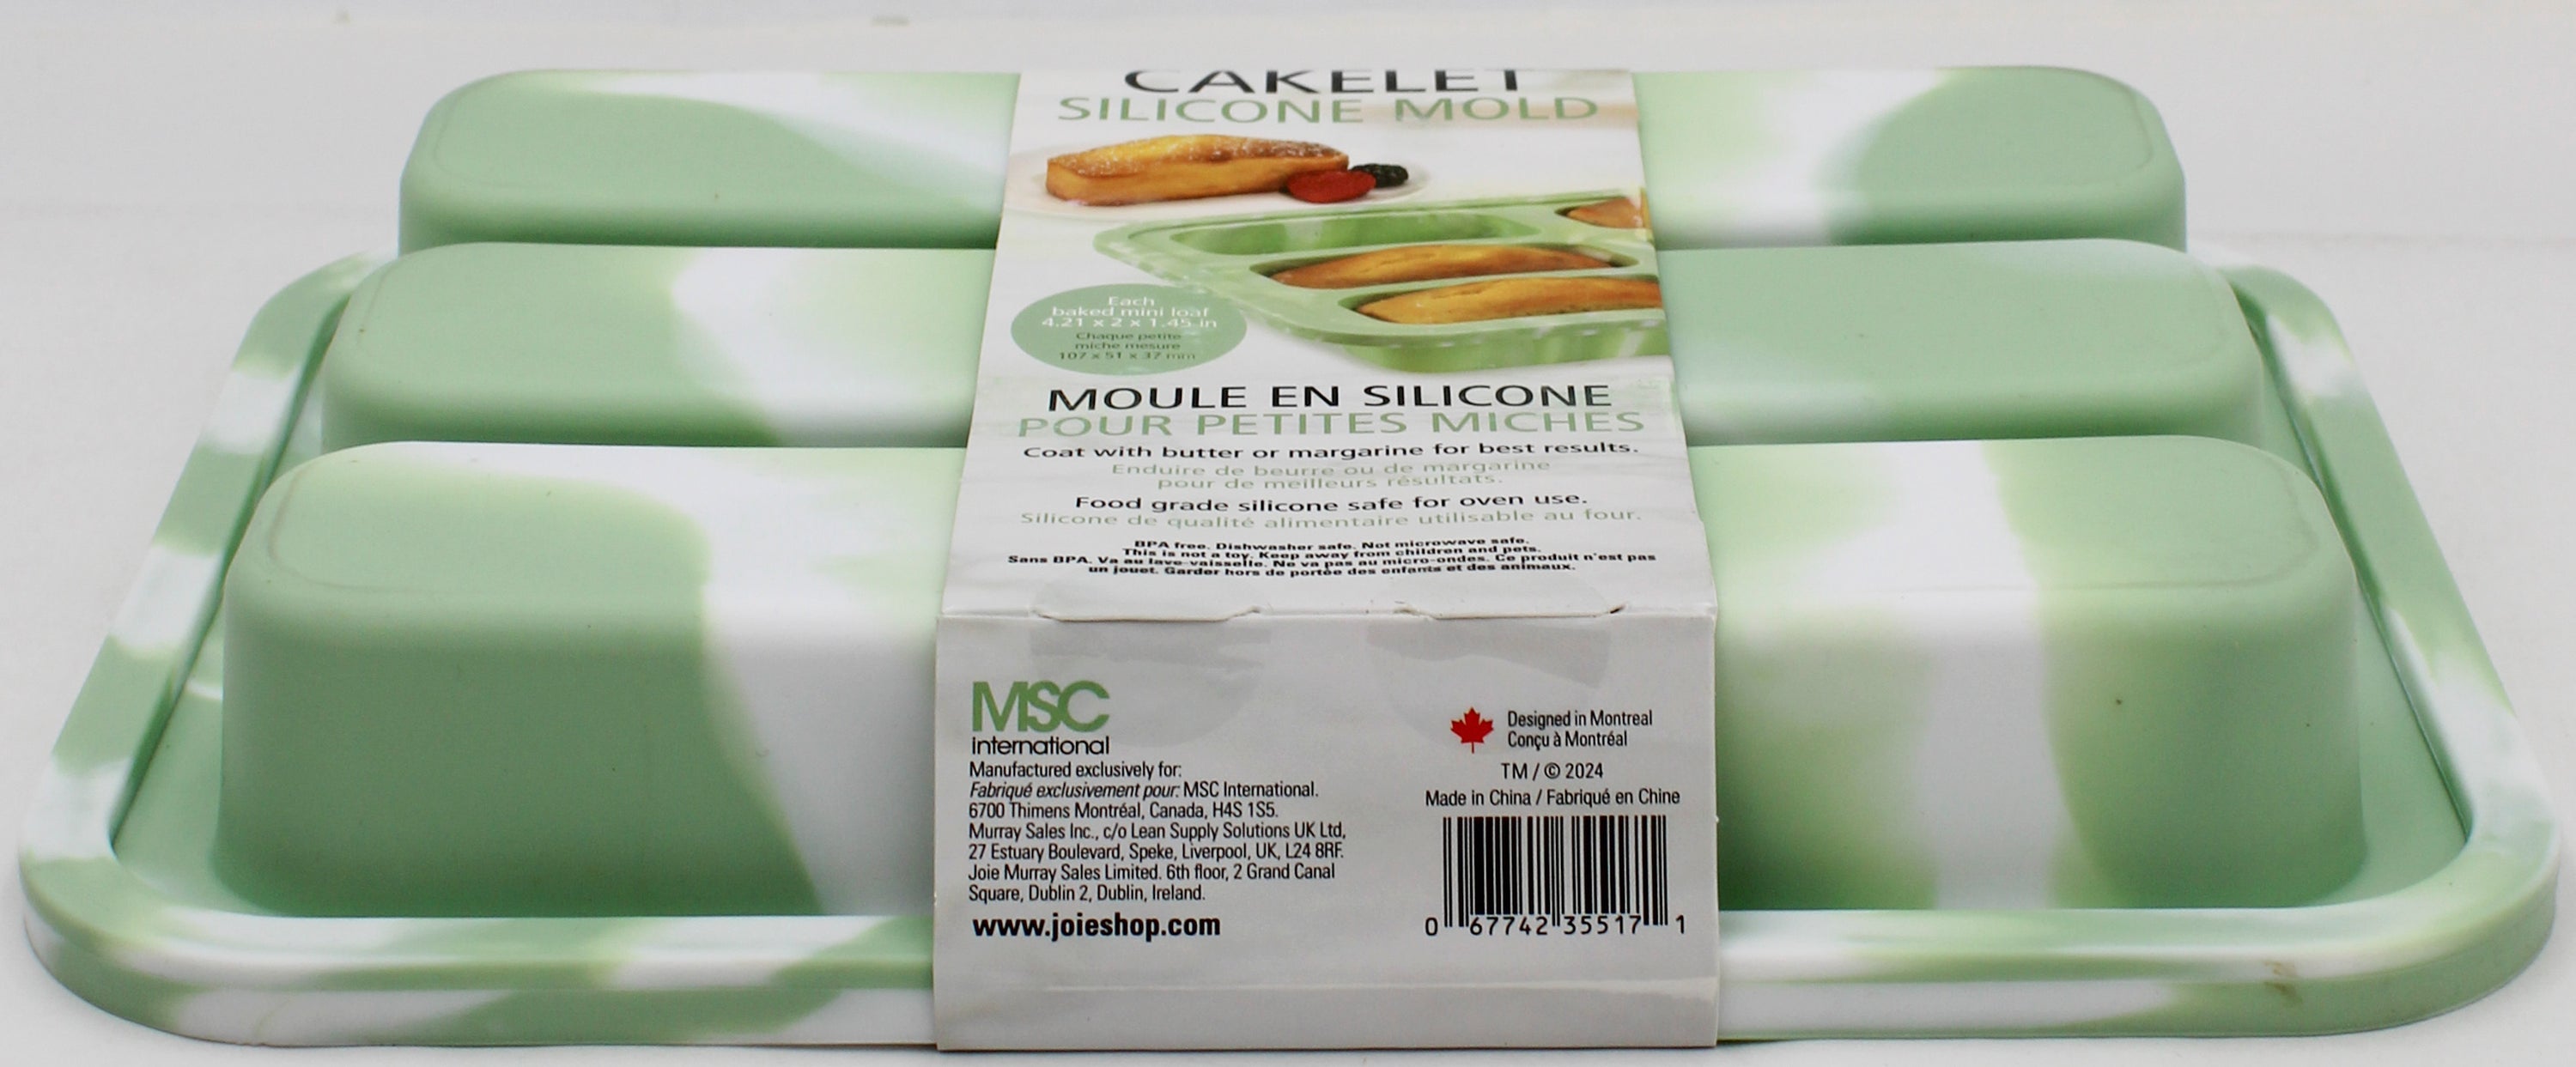 CAKELET
SILICONE MOLD
Each
baked mini loaf
4.21 x 2 x 1.45 in
Chaque petite
miche mesure
107 x 51 x 37 mm
MOULE EN SILICONE
POUR PETITES MICHES
Coat with butter or margarine for best results.
Enduire de beurre ou de margarine
pour de meilleurs résultats.
Food grade silicone safe for oven use.
Silicone de qualité alimentaire utilisable au four.
BPA free. Dishwasher safe. Not microwave safe.
This is not a toy. Keep away from children and pets.
Sans BPA. Va au lave-vaisselle. Ne va pas au micro-ondes. Ce produit n'est pas
un jouet. Garder hors de portée des enfants et des animaux.
MSC
international
Manufactured exclusively for:
Fabriqué exclusivement pour: MSC International.
6700 Thimens Montréal, Canada, H4S 1S5.
Murray Sales Inc., c/o Lean Supply Solutions UK Ltd,
27 Estuary Boulevard, Speke, Liverpool, UK, L24 8RF.
Joie Murray Sales Limited. 6th floor, 2 Grand Canal
Square, Dublin 2, Dublin, Ireland.
www.joieshop.com
Designed in Montreal
Conçu à Montréal
TM / © 2024
Made in China / Fabriqué en Chine
0 67742 35517 1